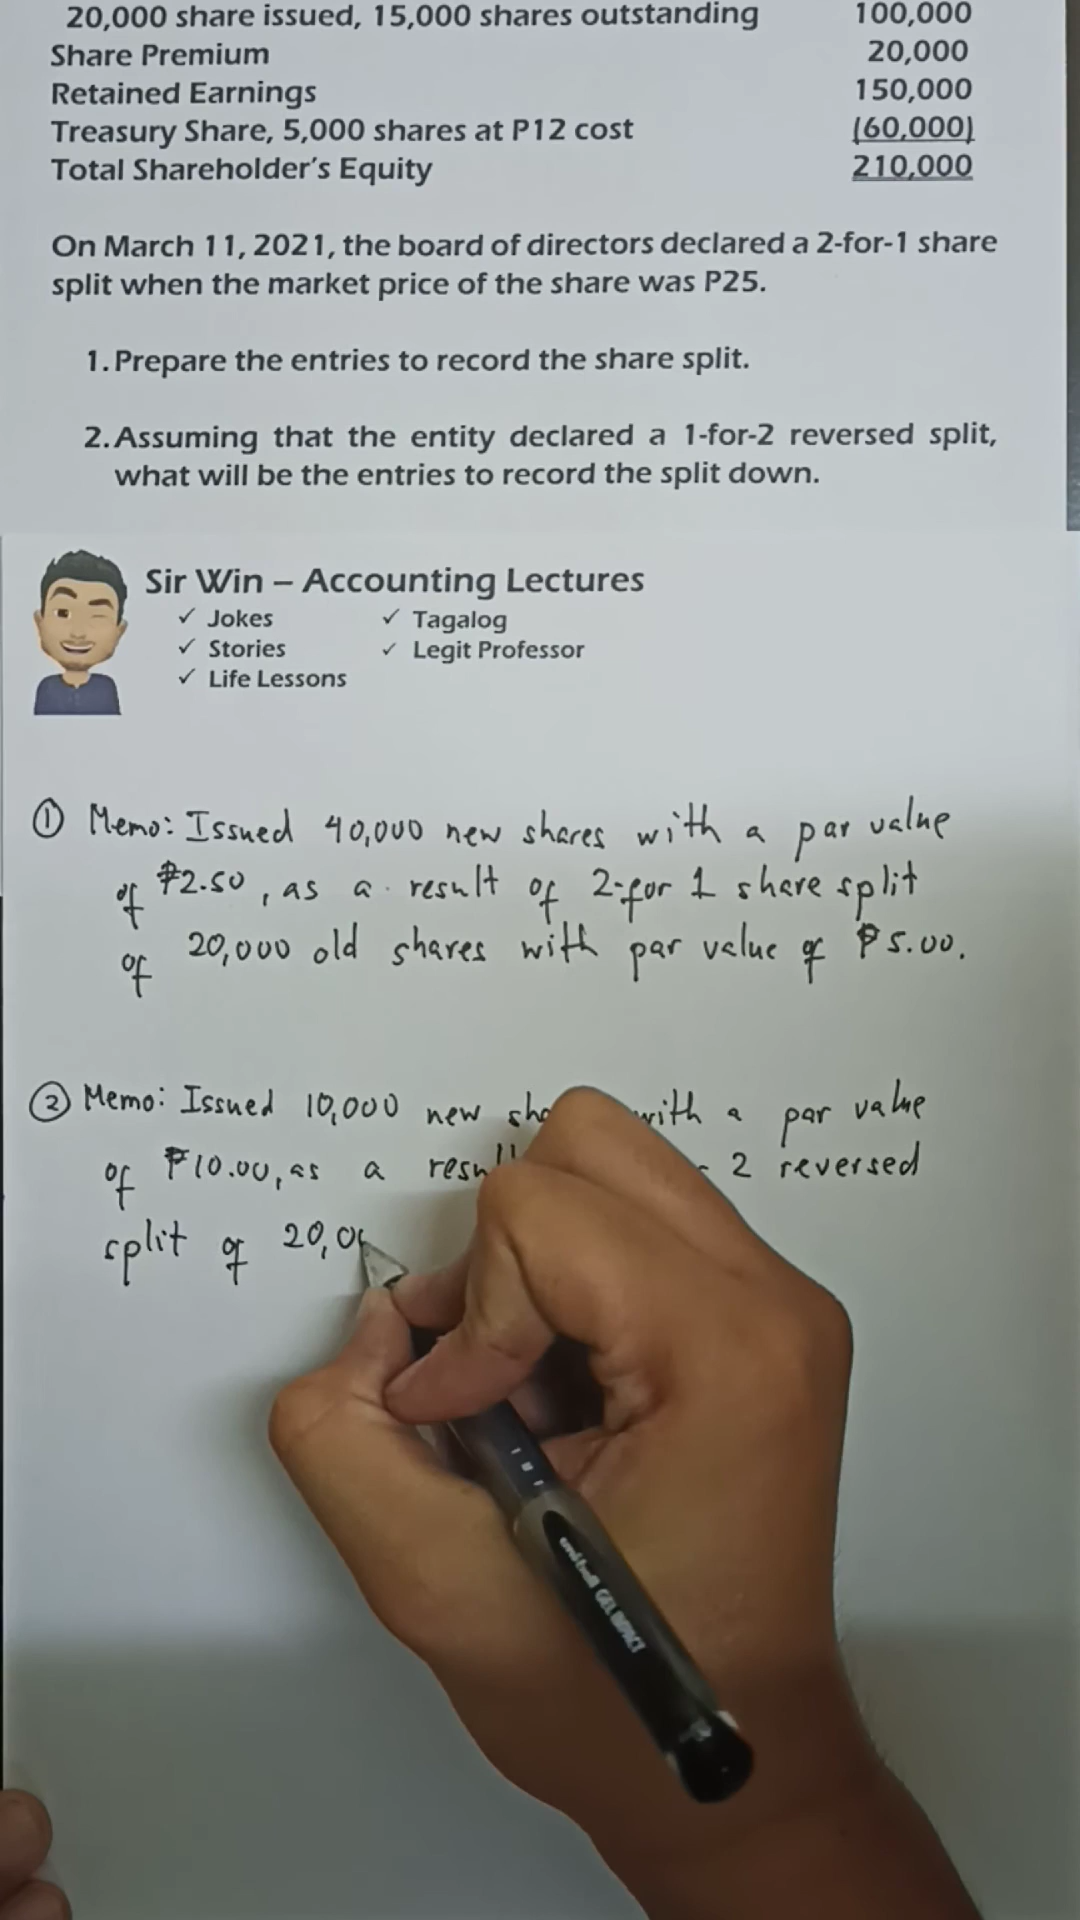 20,000 share issued, 15,000 shares outstanding 100,000
Share Premium 20,000
Retained Earnings 150,000
Treasury Share, 5,000 shares at P12 cost (60,000)
Total Shareholder's Equity 210,000
On March 11, 2021, the board of directors declared a 2-for-1 share
split when the market price of the share was P25.
1. Prepare the entries to record the share split.
2. Assuming that the entity declared a 1-for-2 reversed split,
what will be the entries to record the split down.
Sir Win – Accounting Lectures
✓ Jokes ✓ Tagalog
✓ Stories ✓ Legit Professor
✓ Life Lessons
① Memo: Issued 40,000 new shares with a par value
of ₱2.50, as a result of 2-for 1 share split
of 20,000 old shares with par value of ₱5.00.
② Memo: Issued 10,000 new with a par value
of ₱10.00, as a 2 reversed
split of
uni-ball GEL IMPACT